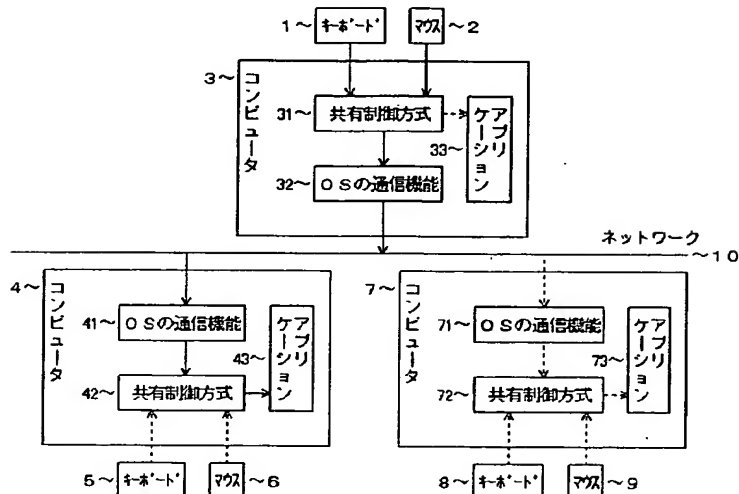 1〜 キーボード
マウス 〜2
3〜
コンピュータ
31〜 共有制御方式
33〜
アプリ
ケーション
32〜 OSの通信機能
ネットワーク
〜10
4〜
コンピュータ
41〜 OSの通信機能
43〜
アプリ
ケーション
42〜 共有制御方式
5〜 キーボード
マウス 〜6
7〜
コンピュータ
71〜 OSの通信機能
73〜
アプリ
ケーション
72〜 共有制御方式
8〜 キーボード
マウス 〜9